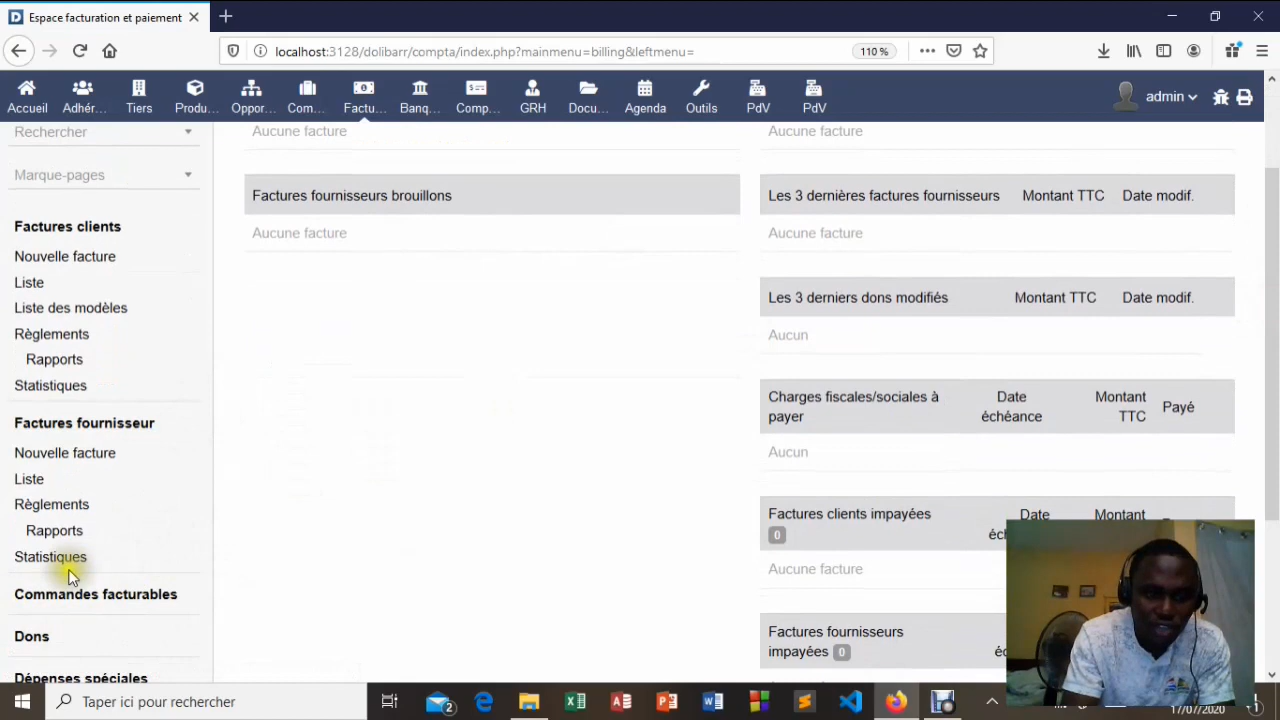 Espace facturation et paiement
localhost:3128/dolibarr/compta/index.php?mainmenu=billing&leftmenu=
110 %
Accueil
Adhér...
Tiers
Produ...
Oppor...
Com...
Factu...
Banq...
Comp...
GRH
Docu...
Agenda
Outils
PdV
PdV
admin
Rechercher
Marque-pages
Factures clients
Nouvelle facture
Liste
Liste des modèles
Règlements
Rapports
Statistiques
Factures fournisseur
Nouvelle facture
Liste
Règlements
Rapports
Statistiques
Commandes facturables
Dons
Dépenses spéciales
Aucune facture
Factures fournisseurs brouillons
Aucune facture
Aucune facture
Les 3 dernières factures fournisseurs Montant TTC Date modif.
Aucune facture
Les 3 derniers dons modifiés Montant TTC Date modif.
Aucun
Charges fiscales/sociales à payer Date échéance Montant TTC Payé
Aucun
Factures clients impayées 0 Date Montant
Aucune facture
Factures fournisseurs impayées 0
Taper ici pour rechercher
2
17/07/2020
1